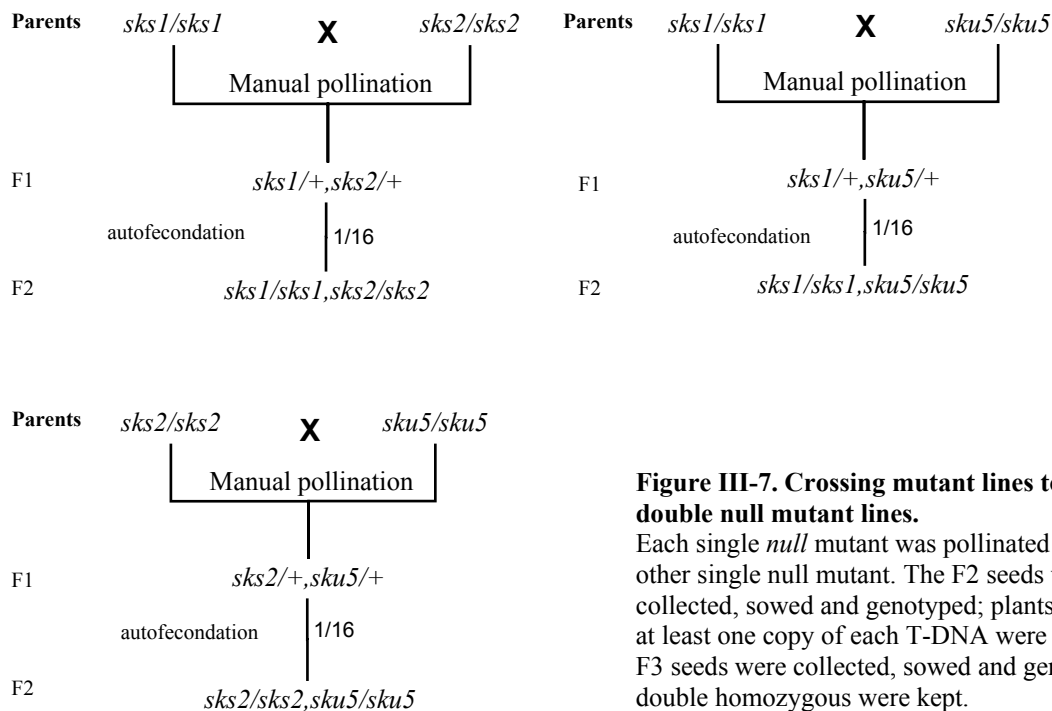 Parents sks1/sks1 X sks2/sks2
Manual pollination
F1 sks1/+,sks2/+
autofecondation 1/16
F2 sks1/sks1,sks2/sks2
Parents sks1/sks1 X sku5/sku5
Manual pollination
F1 sks1/+,sku5/+
autofecondation 1/16
F2 sks1/sks1,sku5/sku5
Parents sks2/sks2 X sku5/sku5
Manual pollination
F1 sks2/+,sku5/+
autofecondation 1/16
F2 sks2/sks2,sku5/sku5
Figure III-7. Crossing mutant lines
double null mutant lines.
Each single null mutant was pollinated
other single null mutant. The F2 seeds
collected, sowed and genotyped; plants
at least one copy of each T-DNA were
F3 seeds were collected, sowed and
double homozygous were kept.